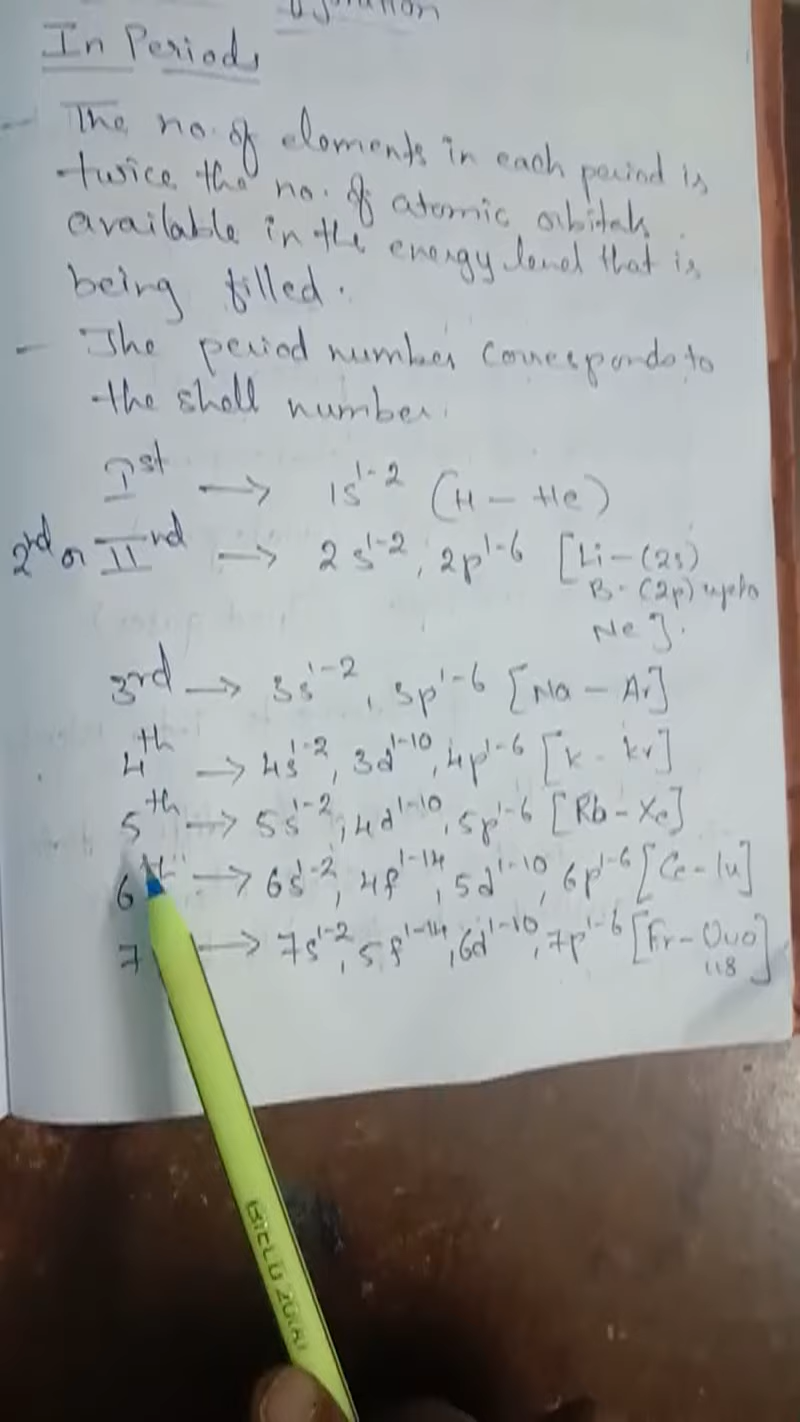 In Periods
- The no. of elements in each period is
twice the no. of atomic orbitals
available in the energy level that is
being filled.
- The period number corresponds to
the shell number.
Ist → 1s¹⁻² (H - He)
2rd or IInd → 2s¹⁻², 2p¹⁻⁶ [Li - (2s)
B - (2p) upto
Ne].
3rd → 3s¹⁻², 3p¹⁻⁶ [Na - Ar]
4th → 4s¹⁻², 3d¹⁻¹⁰, 4p¹⁻⁶ [K - Kr]
5th → 5s¹⁻², 4d¹⁻¹⁰, 5p¹⁻⁶ [Rb - Xe]
6th → 6s¹⁻², 4f¹⁻¹⁴, 5d¹⁻¹⁰, 6p¹⁻⁶ [Ce - Lu]
7 → 7s¹⁻², 5f¹⁻¹⁴, 6d¹⁻¹⁰, 7p¹⁻⁶ [Fr - Ouo]
118